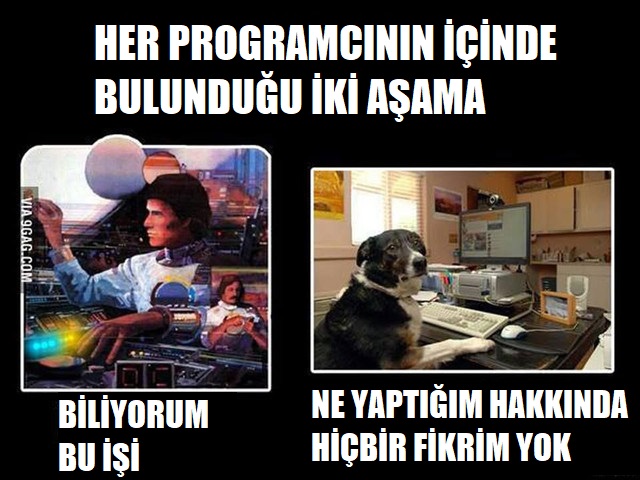 HER PROGRAMCININ İÇİNDE
BULUNDUĞU İKİ AŞAMA
VIA 9GAG.COM
BİLİYORUM
BU İŞİ
NE YAPTIĞIM HAKKINDA
HİÇBİR FİKRİM YOK